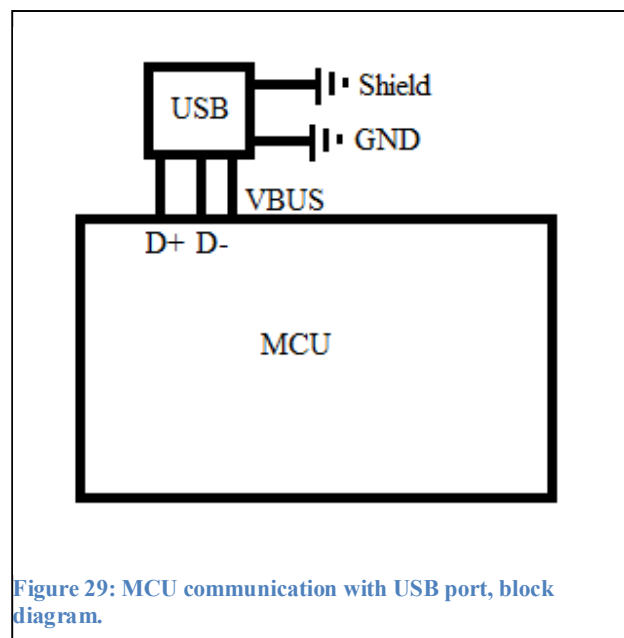 USB
Shield
GND
VBUS
D+ D-
MCU
Figure 29: MCU communication with USB port, block
diagram.